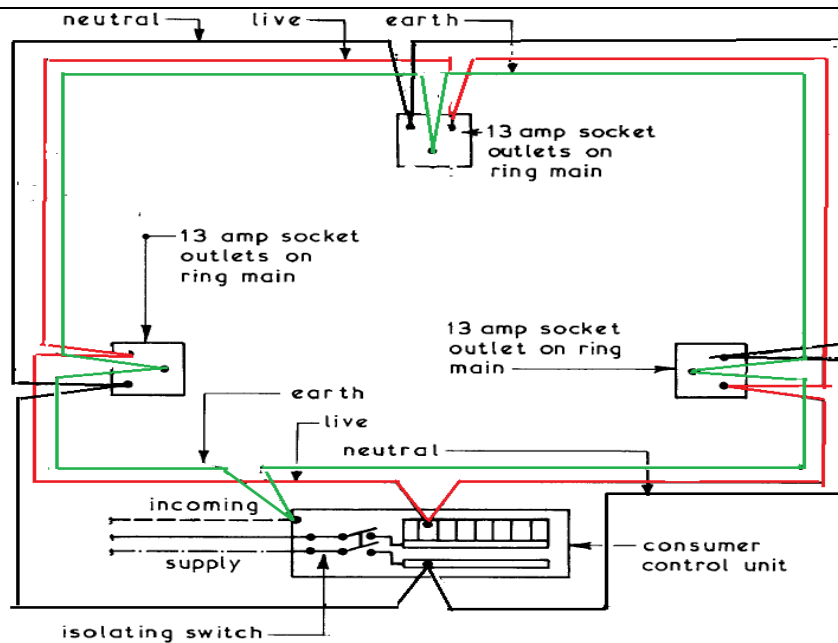 neutral live earth
13 amp socket
outlets on
ring main
13 amp socket
outlets on
ring main
13 amp socket
outlet on ring
main
earth
live
neutral
incoming
supply
consumer
control unit
isolating switch